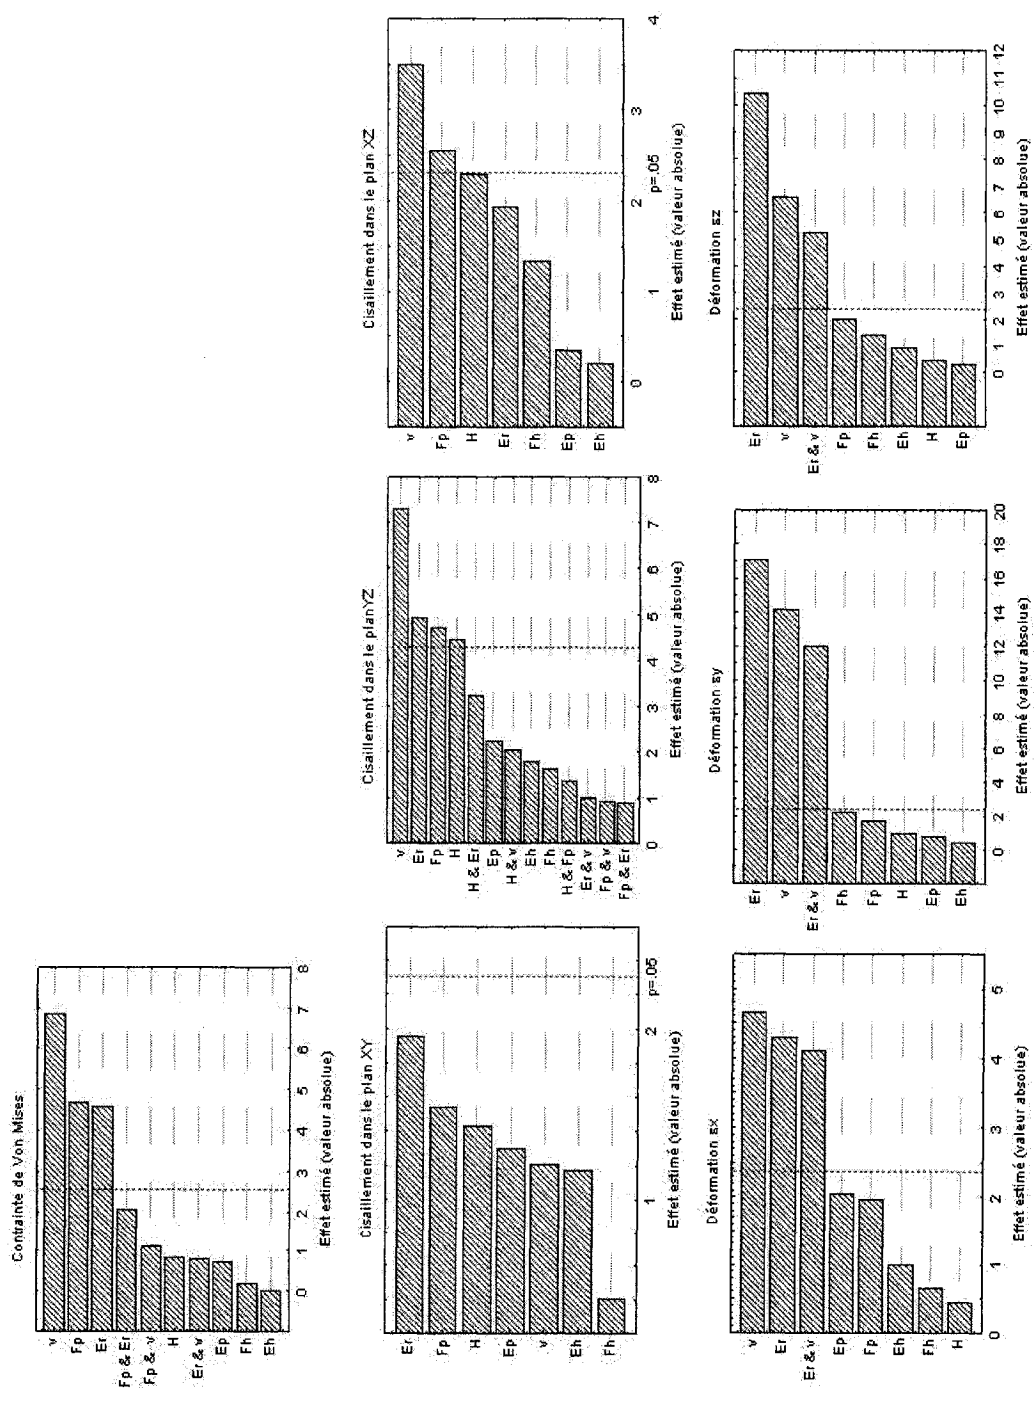 Contrainte de Von Mises
v
Fp
Er
Fp & Er
Fp & v
H
Er & v
Ep
Fh
Eh
0 1 2 3 4 5 6 7 8
Effet estimé (valeur absolue)
Cisaillement dans le plan XY
Er
Fp
H
Ep
v
Eh
Fh
1 2
p=.05
Effet estimé (valeur absolue)
Cisaillement dans le planYZ
v
Er
Fp
H
H & Er
Ep
H & v
Eh
Fh
H & Fp
Er & v
Fp & v
Fp & Er
0 1 2 3 4 5 6 7 8
Effet estimé (valeur absolue)
Cisaillement dans le plan XZ
v
Fp
H
Er
Fh
Ep
Eh
0 1 2 3 4
p=.05
Effet estimé (valeur absolue)
Déformation εx
v
Er
Er & v
Ep
Fp
Eh
Fh
H
0 1 2 3 4 5
Effet estimé (valeur absolue)
Déformation εy
Er
v
Er & v
Fh
Fp
H
Ep
Eh
0 2 4 6 8 10 12 14 16 18 20
Effet estimé (valeur absolue)
Déformation εz
Er
v
Er & v
Fp
Fh
Eh
H
Ep
0 1 2 3 4 5 6 7 8 9 10 11 12
Effet estimé (valeur absolue)